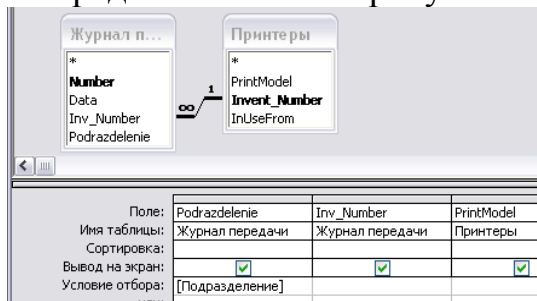 Журнал п... Принтеры
* *
Number PrintModel
Data Invent_Number
Inv_Number InUseFrom
Podrazdelenie
∞ 1
Поле: Podrazdelenie Inv_Number PrintModel
Имя таблицы: Журнал передачи Журнал передачи Принтеры
Сортировка:
Вывод на экран:
Условие отбора: [Подразделение]